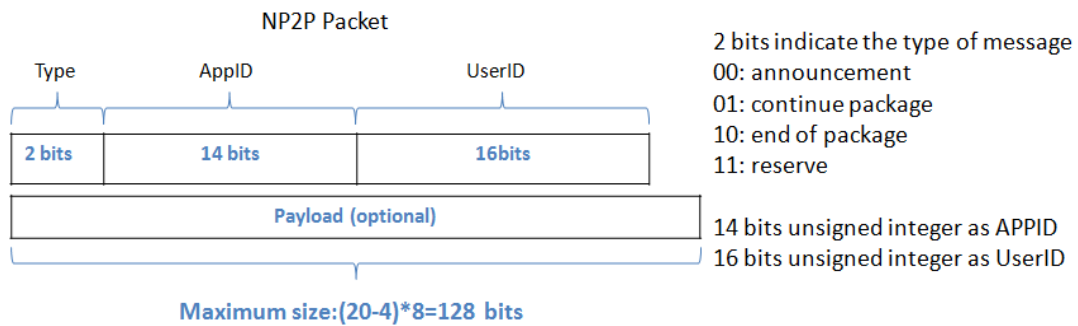 NP2P Packet
Type AppID UserID
2 bits 14 bits 16bits
Payload (optional)
Maximum size:(20-4)*8=128 bits
2 bits indicate the type of message
00: announcement
01: continue package
10: end of package
11: reserve
14 bits unsigned integer as APPID
16 bits unsigned integer as UserID